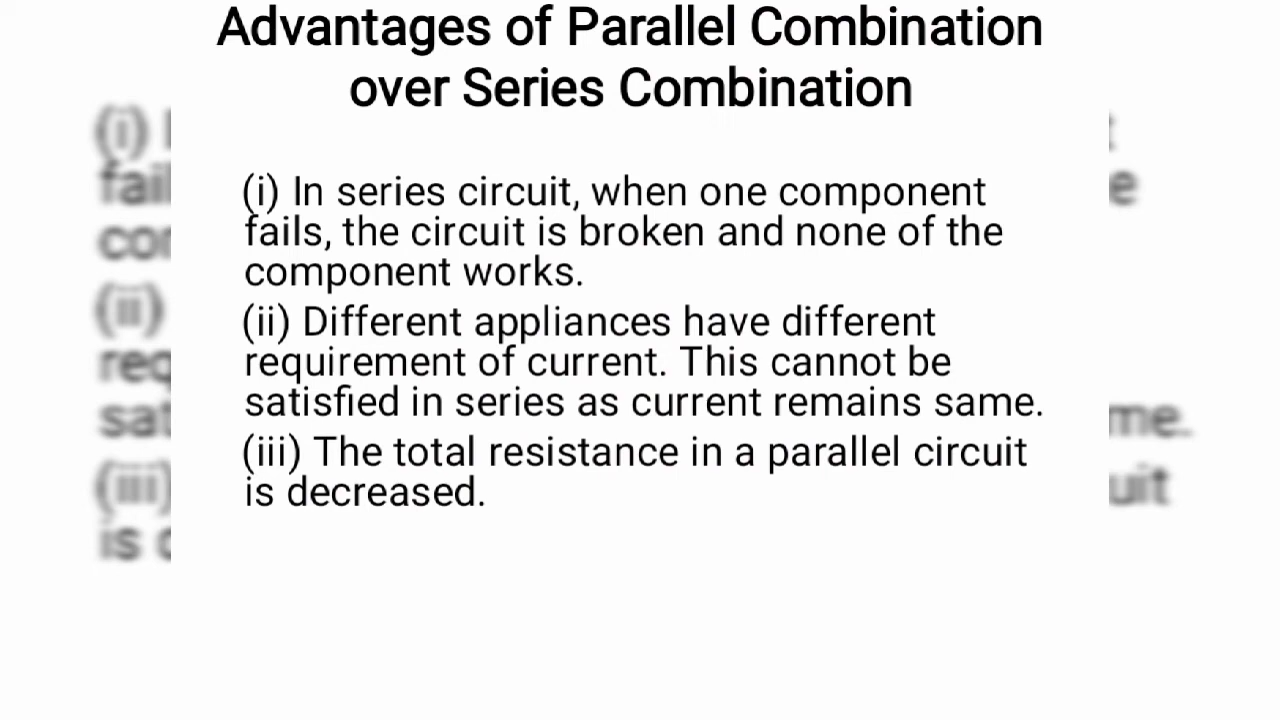 Advantages of Parallel Combination
over Series Combination
(i) In series circuit, when one component
fails, the circuit is broken and none of the
component works.
(ii) Different appliances have different
requirement of current. This cannot be
satisfied in series as current remains same.
(iii) The total resistance in a parallel circuit
is decreased.